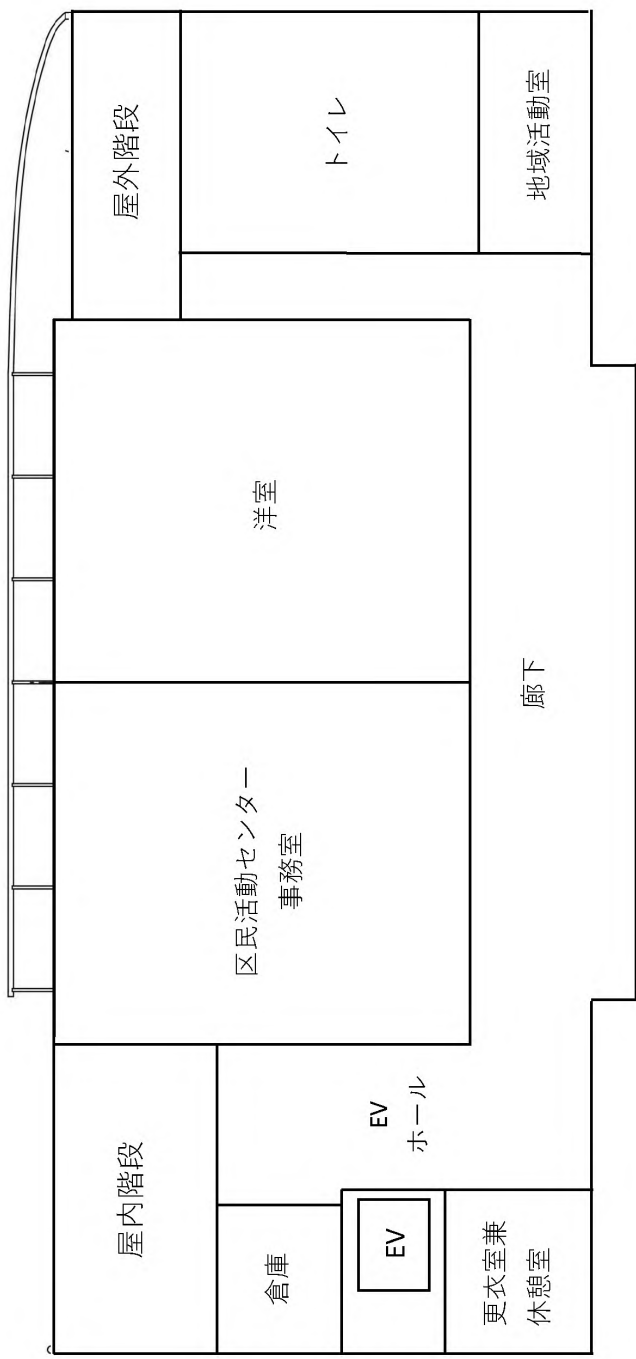 屋内階段
倉庫
EV
更衣室兼
休憩室
EV
ホール
区民活動センター
事務室
洋室
廊下
屋外階段
トイレ
地域活動室